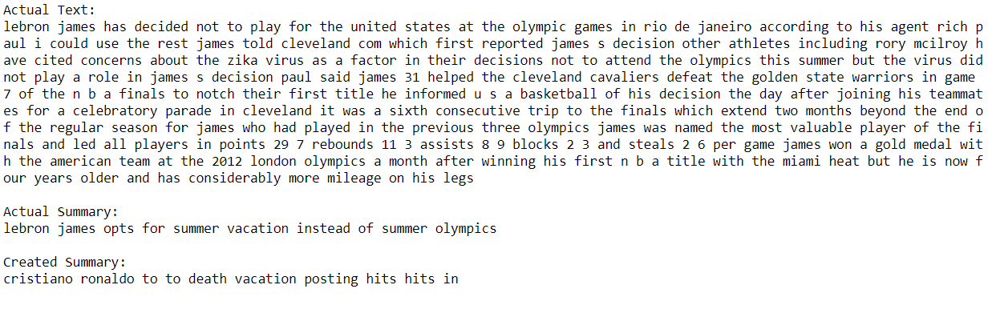 Actual Text:
lebron james has decided not to play for the united states at the olympic games in rio de janeiro according to his agent rich p
aul i could use the rest james told cleveland com which first reported james s decision other athletes including rory mcilroy h
ave cited concerns about the zika virus as a factor in their decisions not to attend the olympics this summer but the virus did
not play a role in james s decision paul said james 31 helped the cleveland cavaliers defeat the golden state warriors in game
7 of the n b a finals to notch their first title he informed u s a basketball of his decision the day after joining his teammat
es for a celebratory parade in cleveland it was a sixth consecutive trip to the finals which extend two months beyond the end o
f the regular season for james who had played in the previous three olympics james was named the most valuable player of the fi
nals and led all players in points 29 7 rebounds 11 3 assists 8 9 blocks 2 3 and steals 2 6 per game james won a gold medal wit
h the american team at the 2012 london olympics a month after winning his first n b a title with the miami heat but he is now f
our years older and has considerably more mileage on his legs
Actual Summary:
lebron james opts for summer vacation instead of summer olympics
Created Summary:
cristiano ronaldo to to death vacation posting hits hits in